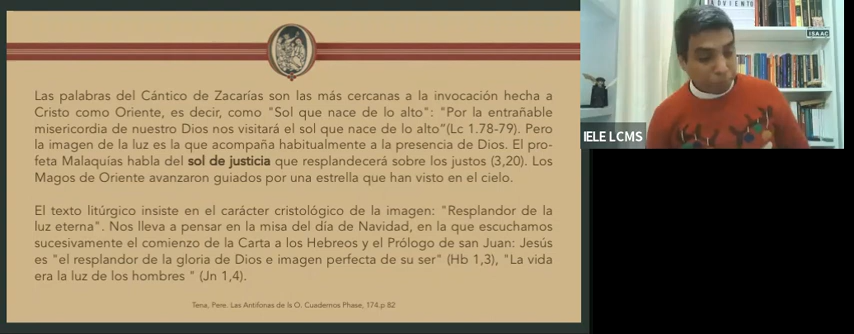 Las palabras del Cántico de Zacarías son las más cercanas a la invocación hecha a
Cristo como Oriente, es decir, como "Sol que nace de lo alto": "Por la entrañable
misericordia de nuestro Dios nos visitará el sol que nace de lo alto"(Lc 1.78-79). Pero
la imagen de la luz es la que acompaña habitualmente a la presencia de Dios. El pro-
feta Malaquías habla del sol de justicia que resplandecerá sobre los justos (3,20). Los
Magos de Oriente avanzaron guiados por una estrella que han visto en el cielo.
El texto litúrgico insiste en el carácter cristológico de la imagen: "Resplandor de la
luz eterna". Nos lleva a pensar en la misa del día de Navidad, en la que escuchamos
sucesivamente el comienzo de la Carta a los Hebreos y el Prólogo de san Juan: Jesús
es "el resplandor de la gloria de Dios e imagen perfecta de su ser" (Hb 1,3), "La vida
era la luz de los hombres " (Jn 1,4).
Tena, Pere. Las Antífonas de la O. Cuadernos Phase, 174.p 82
ADVIENTO
ISAAC
IELE LCMS